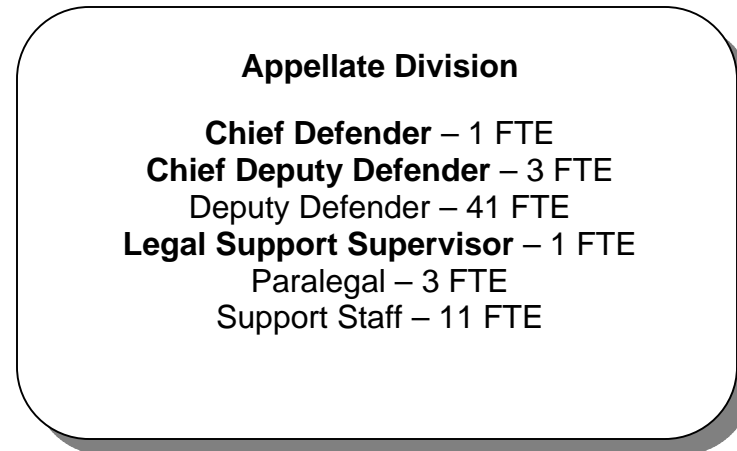 Appellate Division
Chief Defender – 1 FTE
Chief Deputy Defender – 3 FTE
Deputy Defender – 41 FTE
Legal Support Supervisor – 1 FTE
Paralegal – 3 FTE
Support Staff – 11 FTE